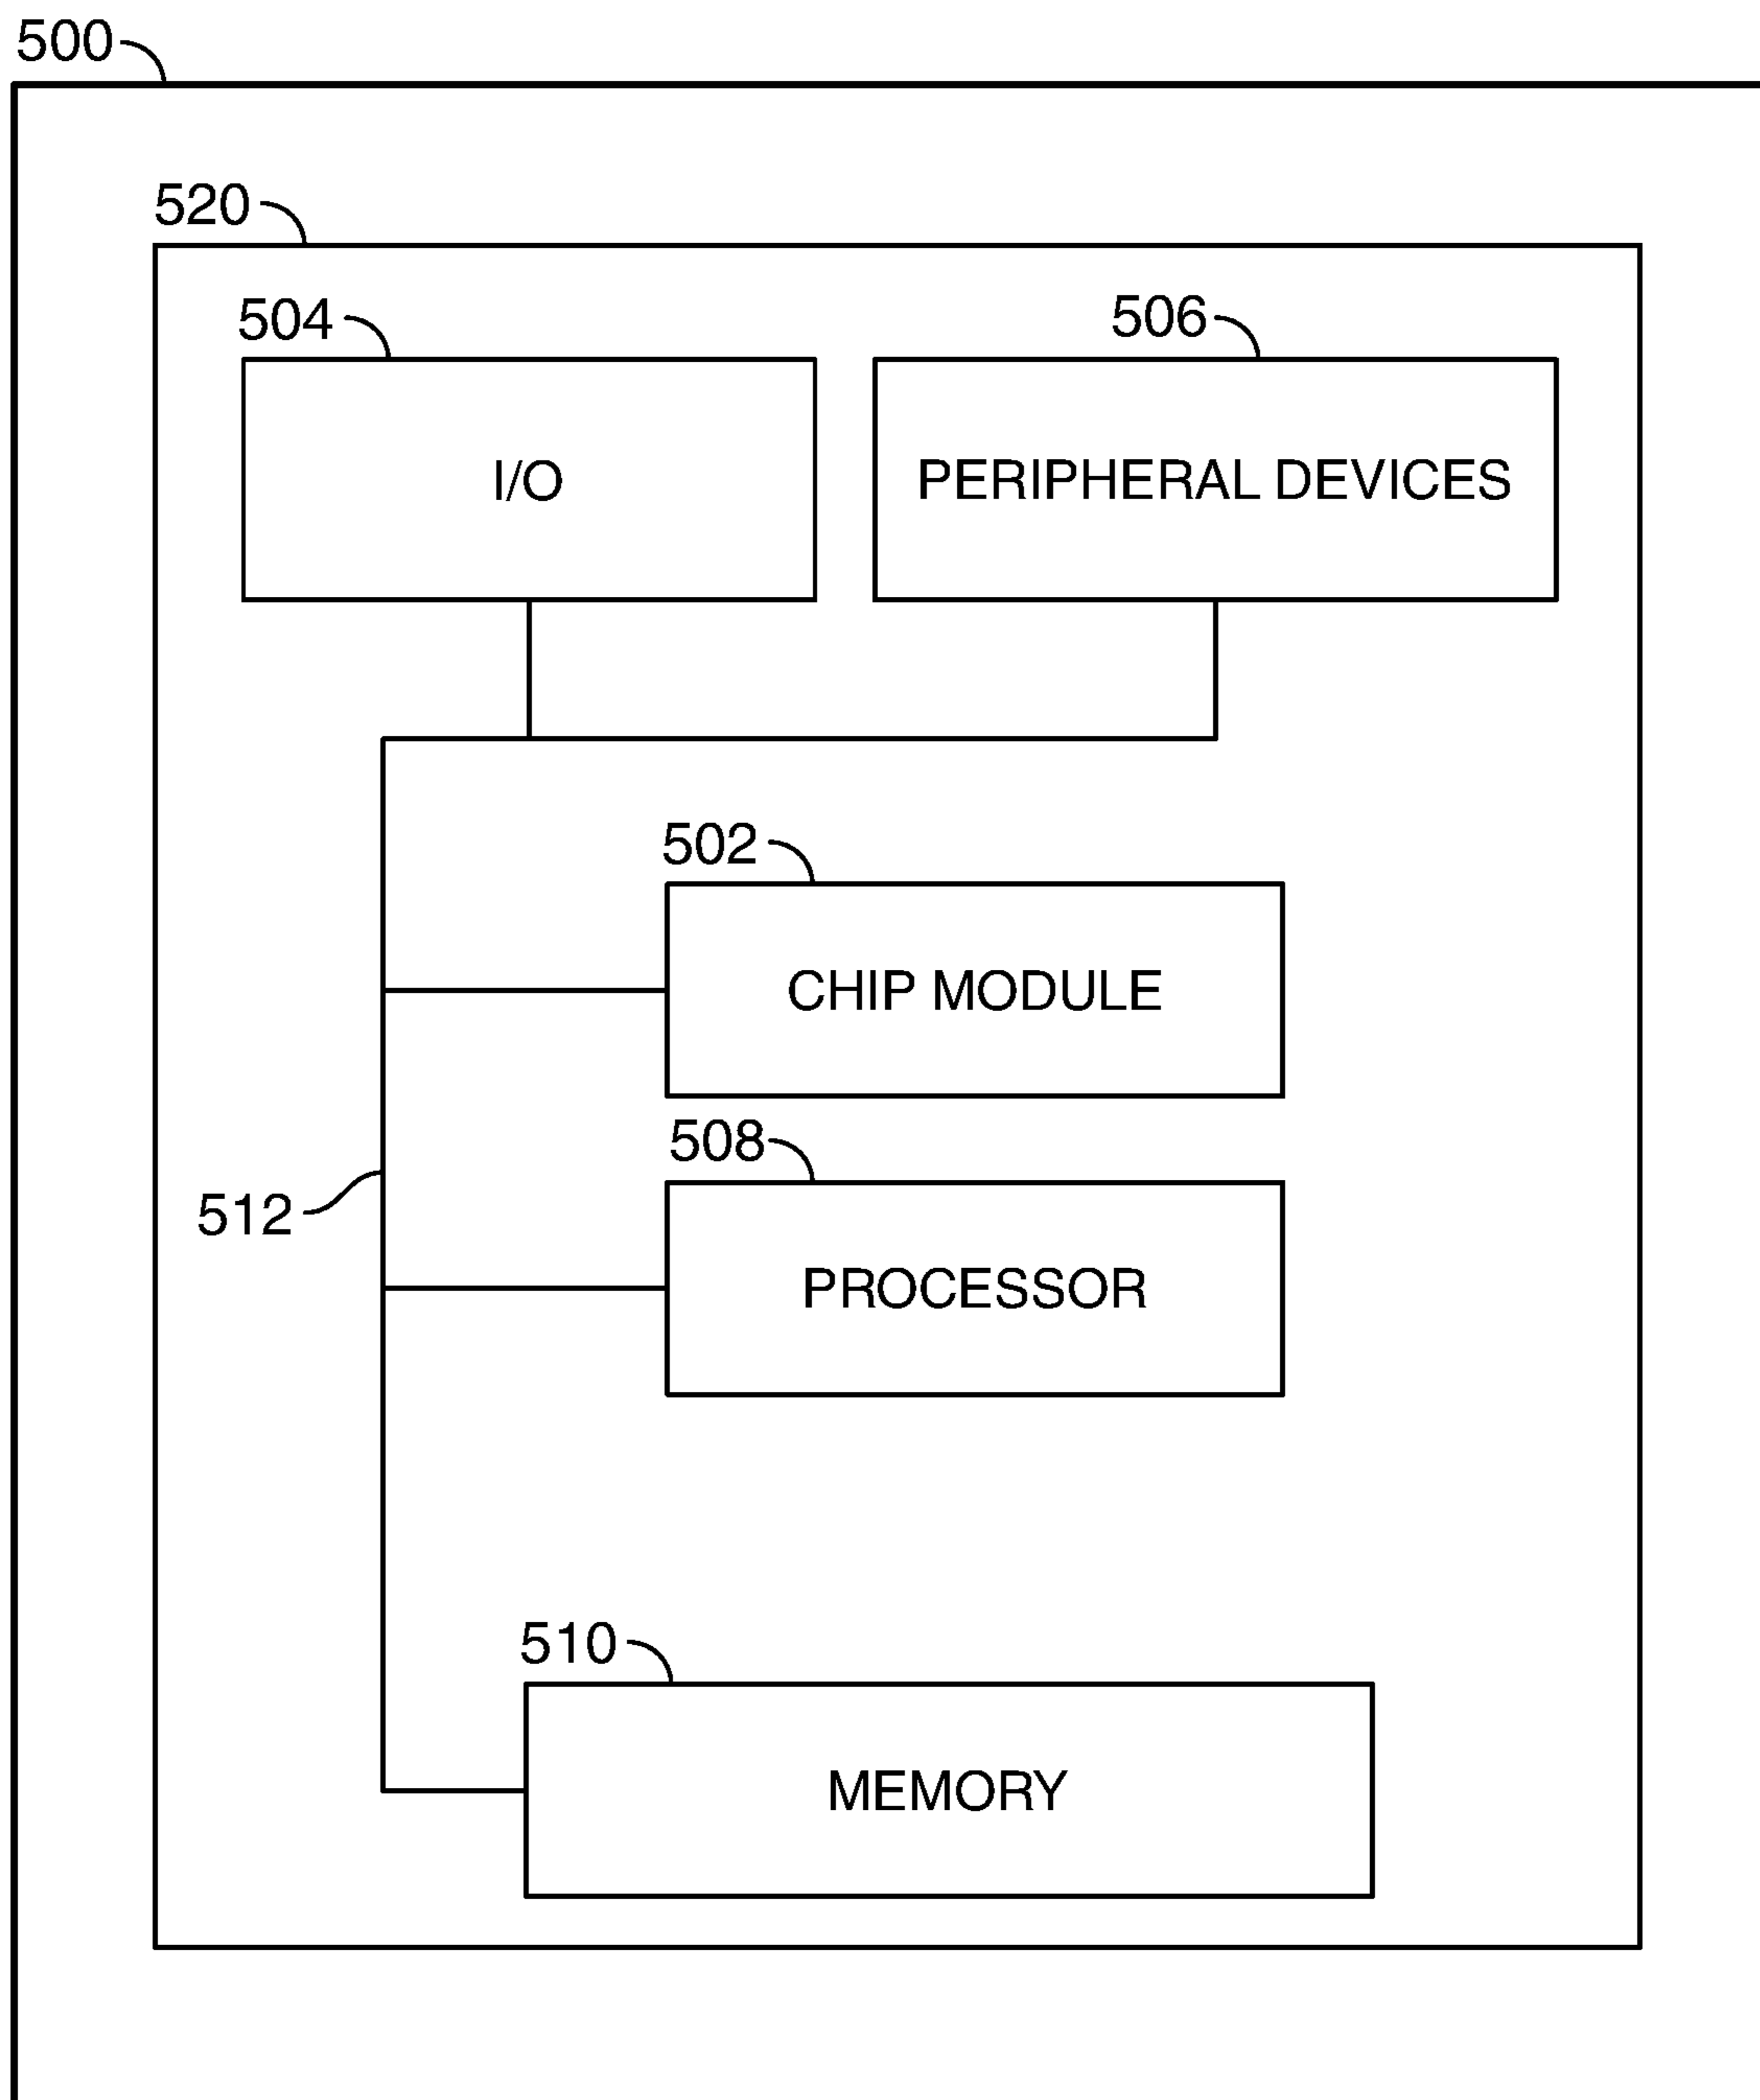 500
520
504
506
I/O
PERIPHERAL DEVICES
502
CHIP MODULE
508
512
PROCESSOR
510
MEMORY